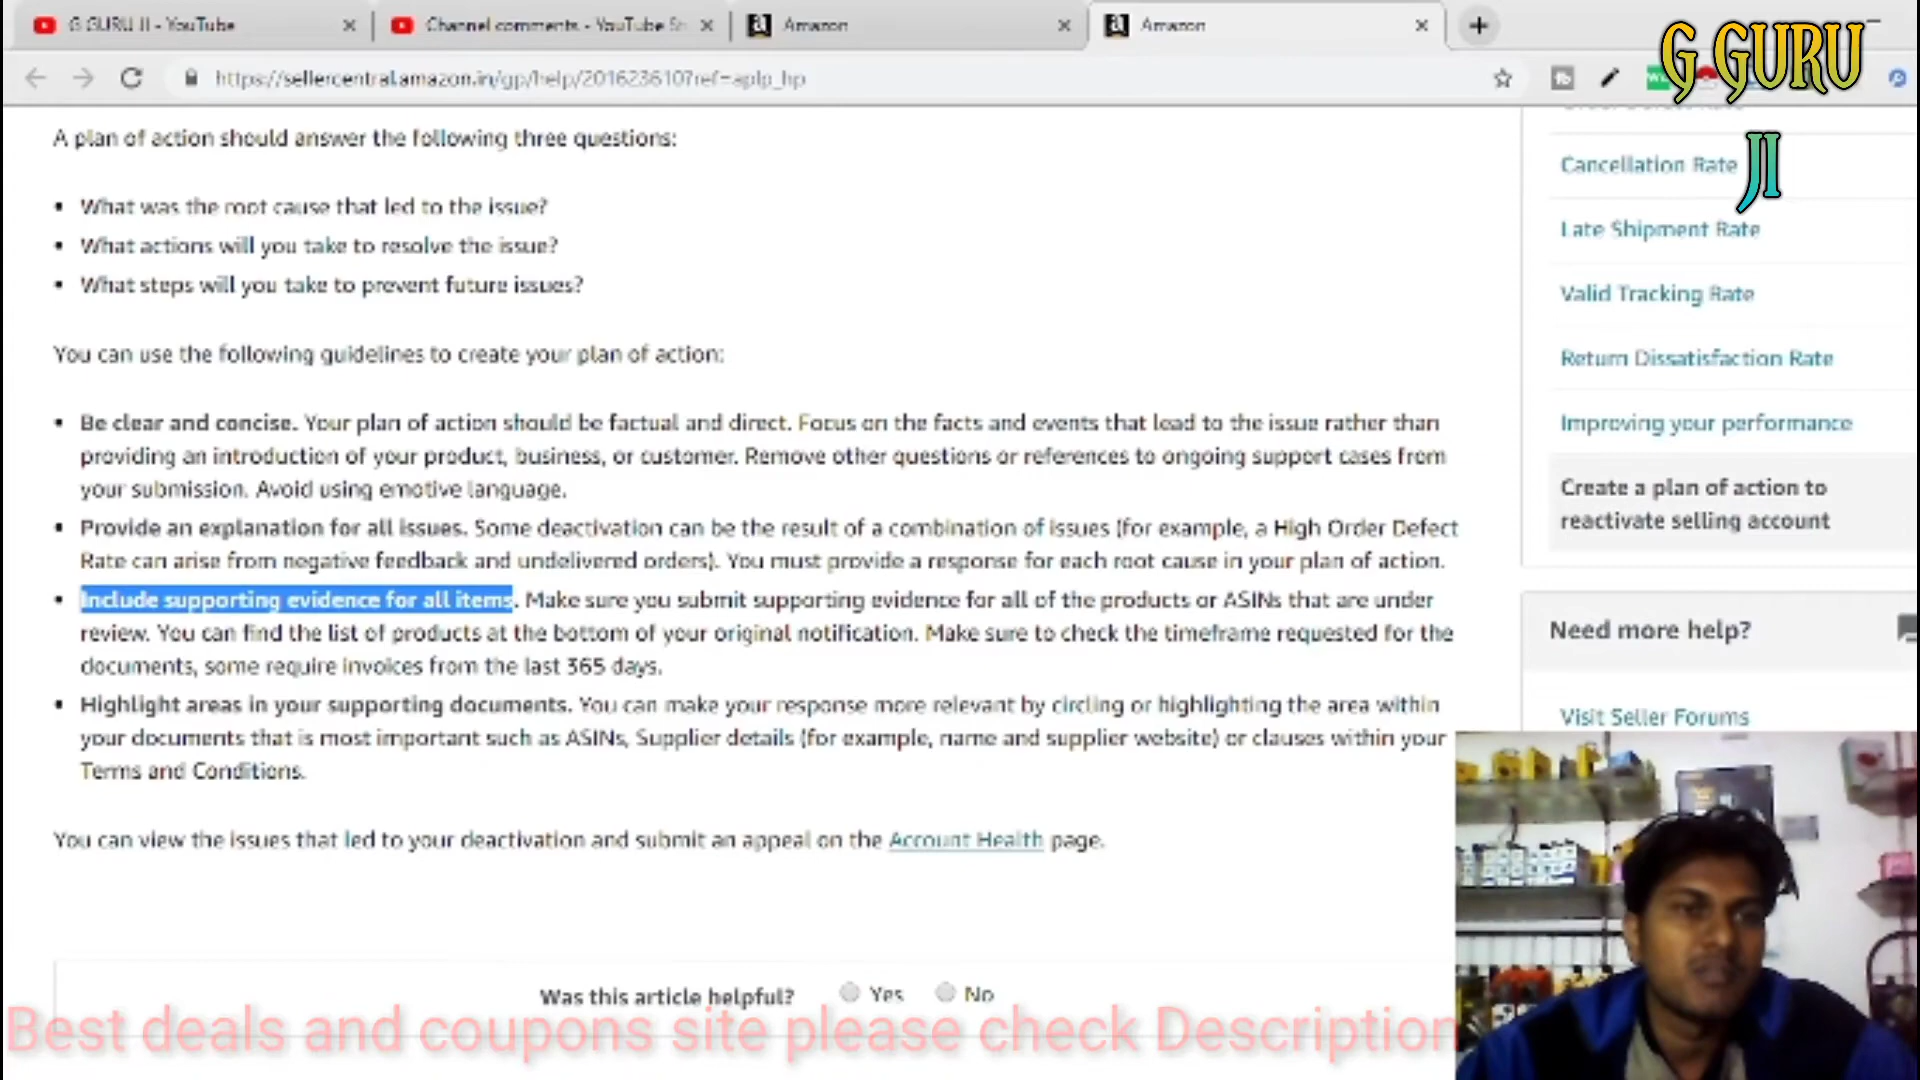 G GURU JI - YouTube
Channel comments - YouTube
Amazon
Amazon
https://sellercentral.amazon.in/gp/help/201623610?ref=aplp_hp
G GURU
JI
A plan of action should answer the following three questions:
• What was the root cause that led to the issue?
• What actions will you take to resolve the issue?
• What steps will you take to prevent future issues?
You can use the following guidelines to create your plan of action:
• Be clear and concise. Your plan of action should be factual and direct. Focus on the facts and events that lead to the issue rather than
providing an introduction of your product, business, or customer. Remove other questions or references to ongoing support cases from
your submission. Avoid using emotive language.
• Provide an explanation for all issues. Some deactivation can be the result of a combination of issues (for example, a High Order Defect
Rate can arise from negative feedback and undelivered orders). You must provide a response for each root cause in your plan of action.
• Include supporting evidence for all items. Make sure you submit supporting evidence for all of the products or ASINs that are under
review. You can find the list of products at the bottom of your original notification. Make sure to check the timeframe requested for the
documents, some require invoices from the last 365 days.
• Highlight areas in your supporting documents. You can make your response more relevant by circling or highlighting the area within
your documents that is most important such as ASINs, Supplier details (for example, name and supplier website) or clauses within your
Terms and Conditions.
You can view the issues that led to your deactivation and submit an appeal on the Account Health page.
Was this article helpful? Yes No
Cancellation Rate
Late Shipment Rate
Valid Tracking Rate
Return Dissatisfaction Rate
Improving your performance
Create a plan of action to
reactivate selling account
Need more help?
Visit Seller Forums
Best deals and coupons site please check Description